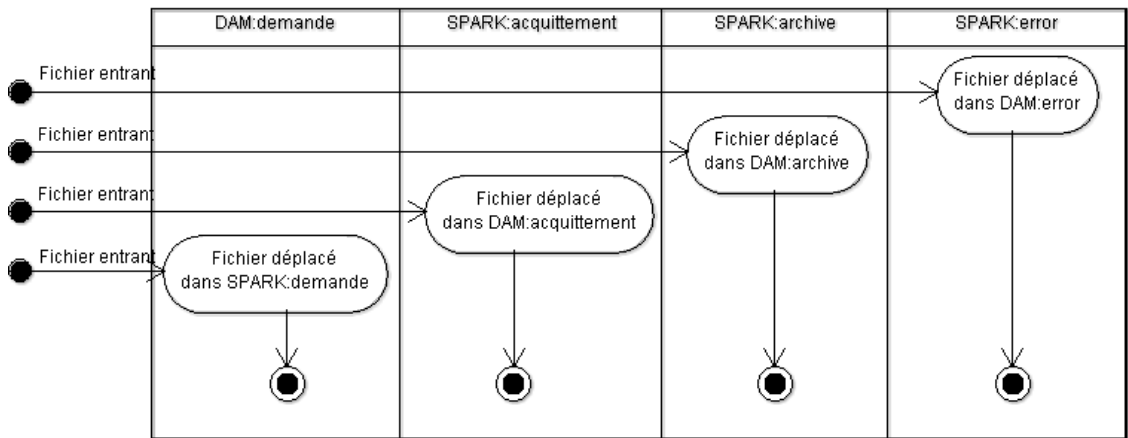 DAM:demande
SPARK:acquittement
SPARK:archive
SPARK:error
Fichier entrant
Fichier déplacé
dans DAM:error
Fichier entrant
Fichier déplacé
dans DAM:archive
Fichier entrant
Fichier déplacé
dans DAM:acquittement
Fichier entrant
Fichier déplacé
dans SPARK:demande